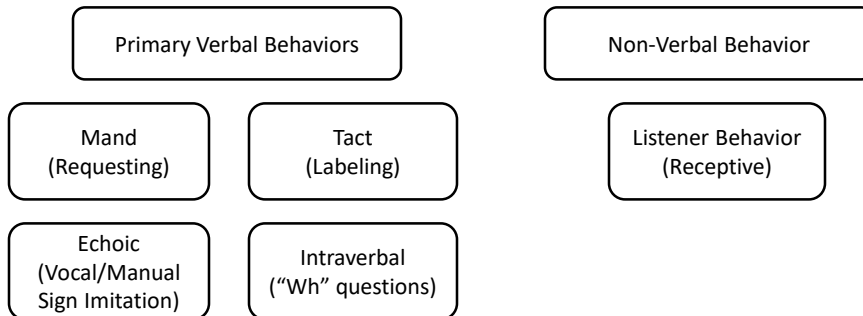 Primary Verbal Behaviors
Non-Verbal Behavior
Mand
(Requesting)
Tact
(Labeling)
Listener Behavior
(Receptive)
Echoic
(Vocal/Manual
Sign Imitation)
Intraverbal
(“Wh” questions)